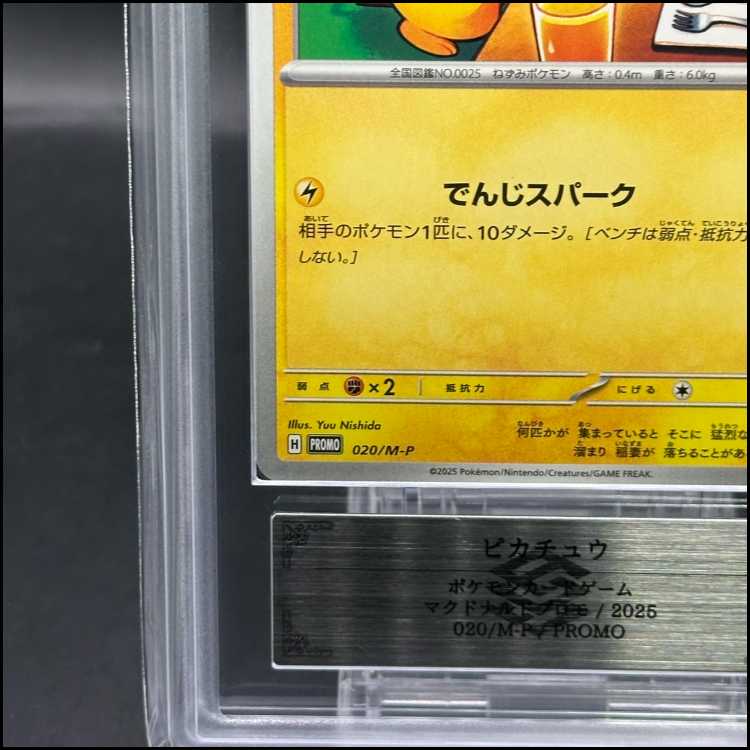 全国図鑑NO.0025 ねずみポケモン 高さ:0.4m 重さ:6.0kg
でんじスパーク
相手のポケモン1匹に、10ダメージ。[ベンチは弱点・抵抗力
しない。]
弱点 ×2 抵抗力 にげる
Illus. Yuu Nishida
H PROMO 020/M-P
何匹かが 集まっていると そこに 猛烈な
溜まり 稲妻が 落ちることがあ
©2025 Pokémon/Nintendo/Creatures/GAME FREAK.
ピカチュウ
ポケモンカードゲーム
マクドナルドプロモ / 2025
020/M-P / PROMO